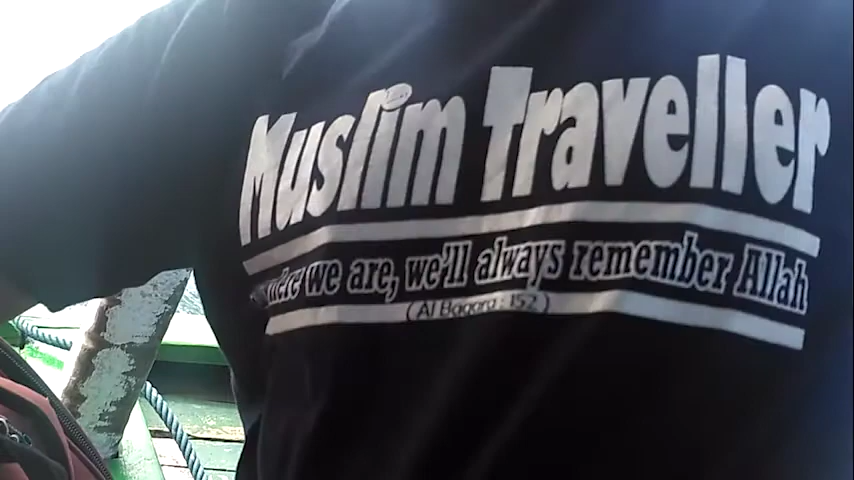 Muslim Traveller
we are, we'll always remember Allah
(Al Baqara : 152)